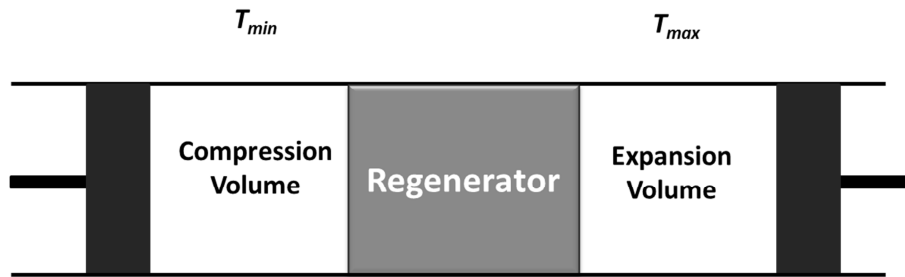 T_min
T_max
Compression
Volume
Regenerator
Expansion
Volume